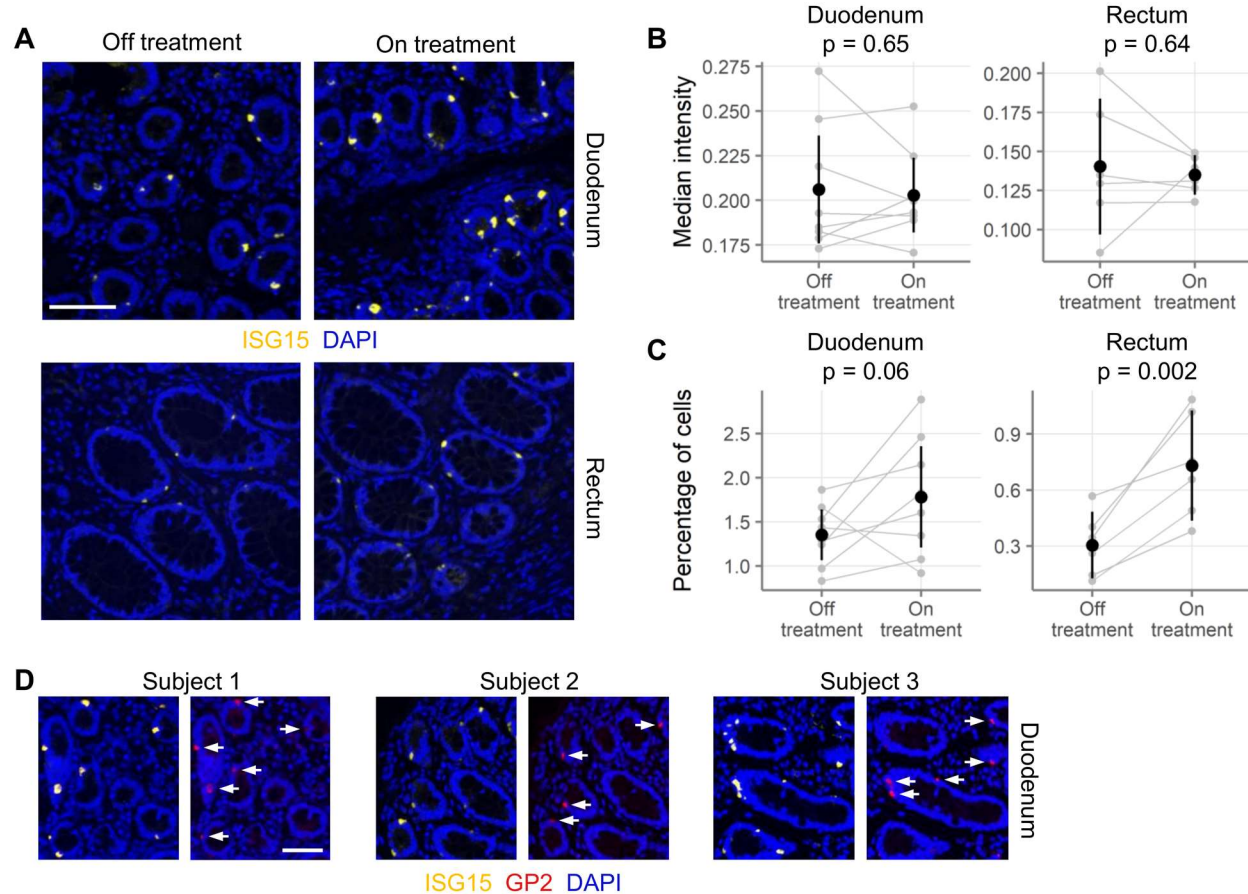 A
Off treatment
On treatment
Duodenum
ISG15 DAPI
Rectum
B
Duodenum
p = 0.65
Rectum
p = 0.64
Median intensity
0.275
0.250
0.225
0.200
0.175
0.200
0.175
0.150
0.125
0.100
Off
treatment
On
treatment
Off
treatment
On
treatment
C
Duodenum
p = 0.06
Rectum
p = 0.002
Percentage of cells
2.5
2.0
1.5
1.0
0.9
0.6
0.3
Off
treatment
On
treatment
Off
treatment
On
treatment
D
Subject 1
Subject 2
Subject 3
Duodenum
ISG15 GP2 DAPI